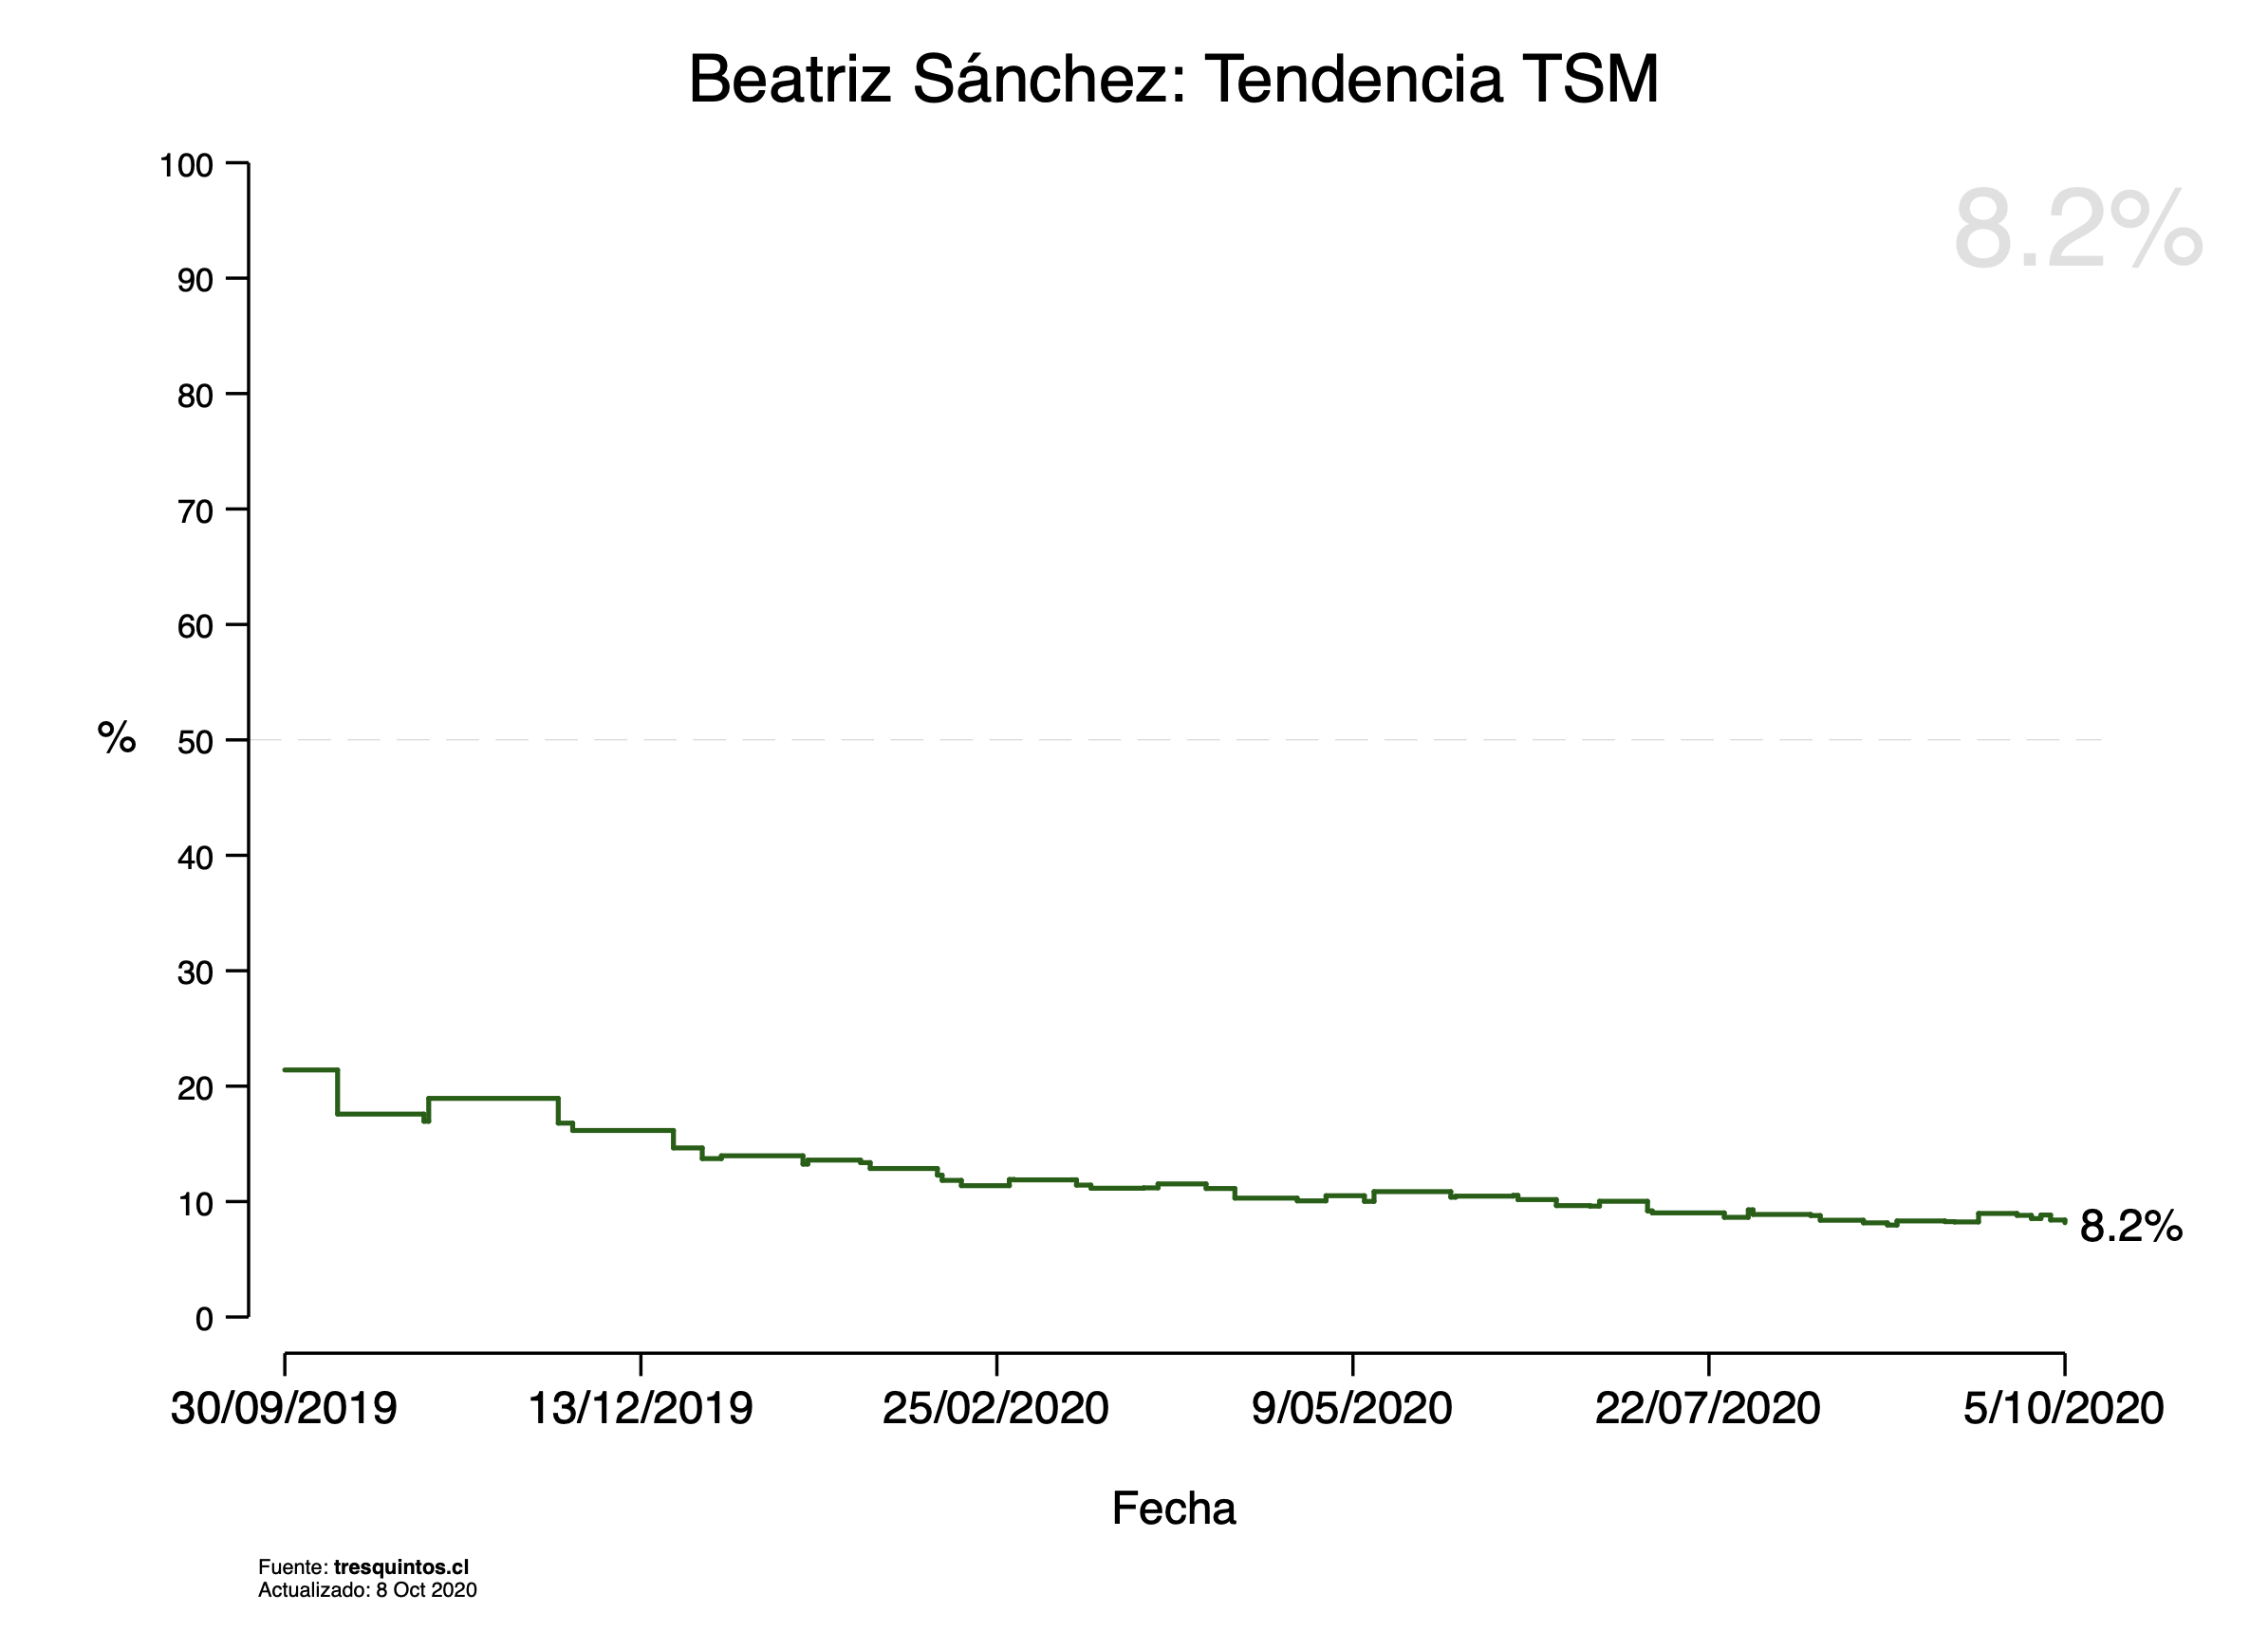 Beatriz Sánchez: Tendencia TSM
8.2%
100
90
80
70
60
50
40
30
20
10
0
%
8.2%
30/09/2019 13/12/2019 25/02/2020 9/05/2020 22/07/2020 5/10/2020
Fecha
Fuente: tresquintos.cl
Actualizado: 8 Oct 2020